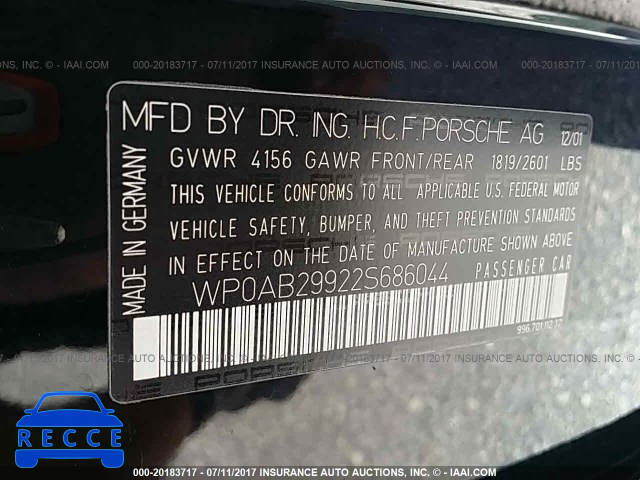 000-20183717 - 07/11/2017 INSURANCE AUTO AUCTIONS, INC. - © IAAI.COM
MFD BY DR. ING. H.C.F. PORSCHE AG 12/01
GVWR 4156 GAWR FRONT/REAR 1819/2601 LBS
THIS VEHICLE CONFORMS TO ALL APPLICABLE U.S. FEDERAL MOTOR
VEHICLE SAFETY, BUMPER, AND THEFT PREVENTION STANDARDS
IN EFFECT ON THE DATE OF MANUFACTURE SHOWN ABOVE
WP0AB29922S686044 PASSENGER CAR
MADE IN GERMANY
RECCE
000-20183717 - 07/11/2017 INSURANCE AUTO AUCTIONS, INC.
- © IAAI.COM